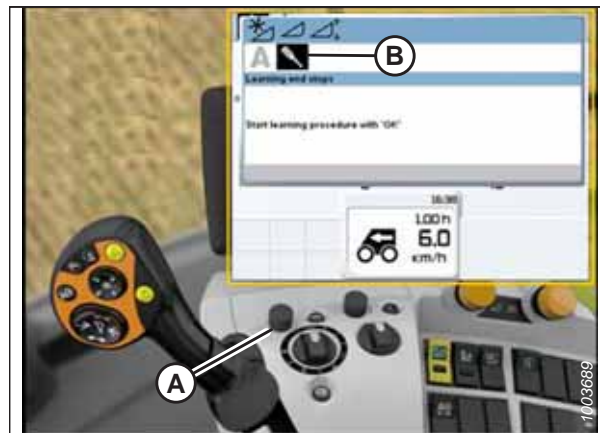 A
B
Learning end stops
Start learning procedure with 'OK'
16:30
1.00 h
6.0
km/h
A
1003689